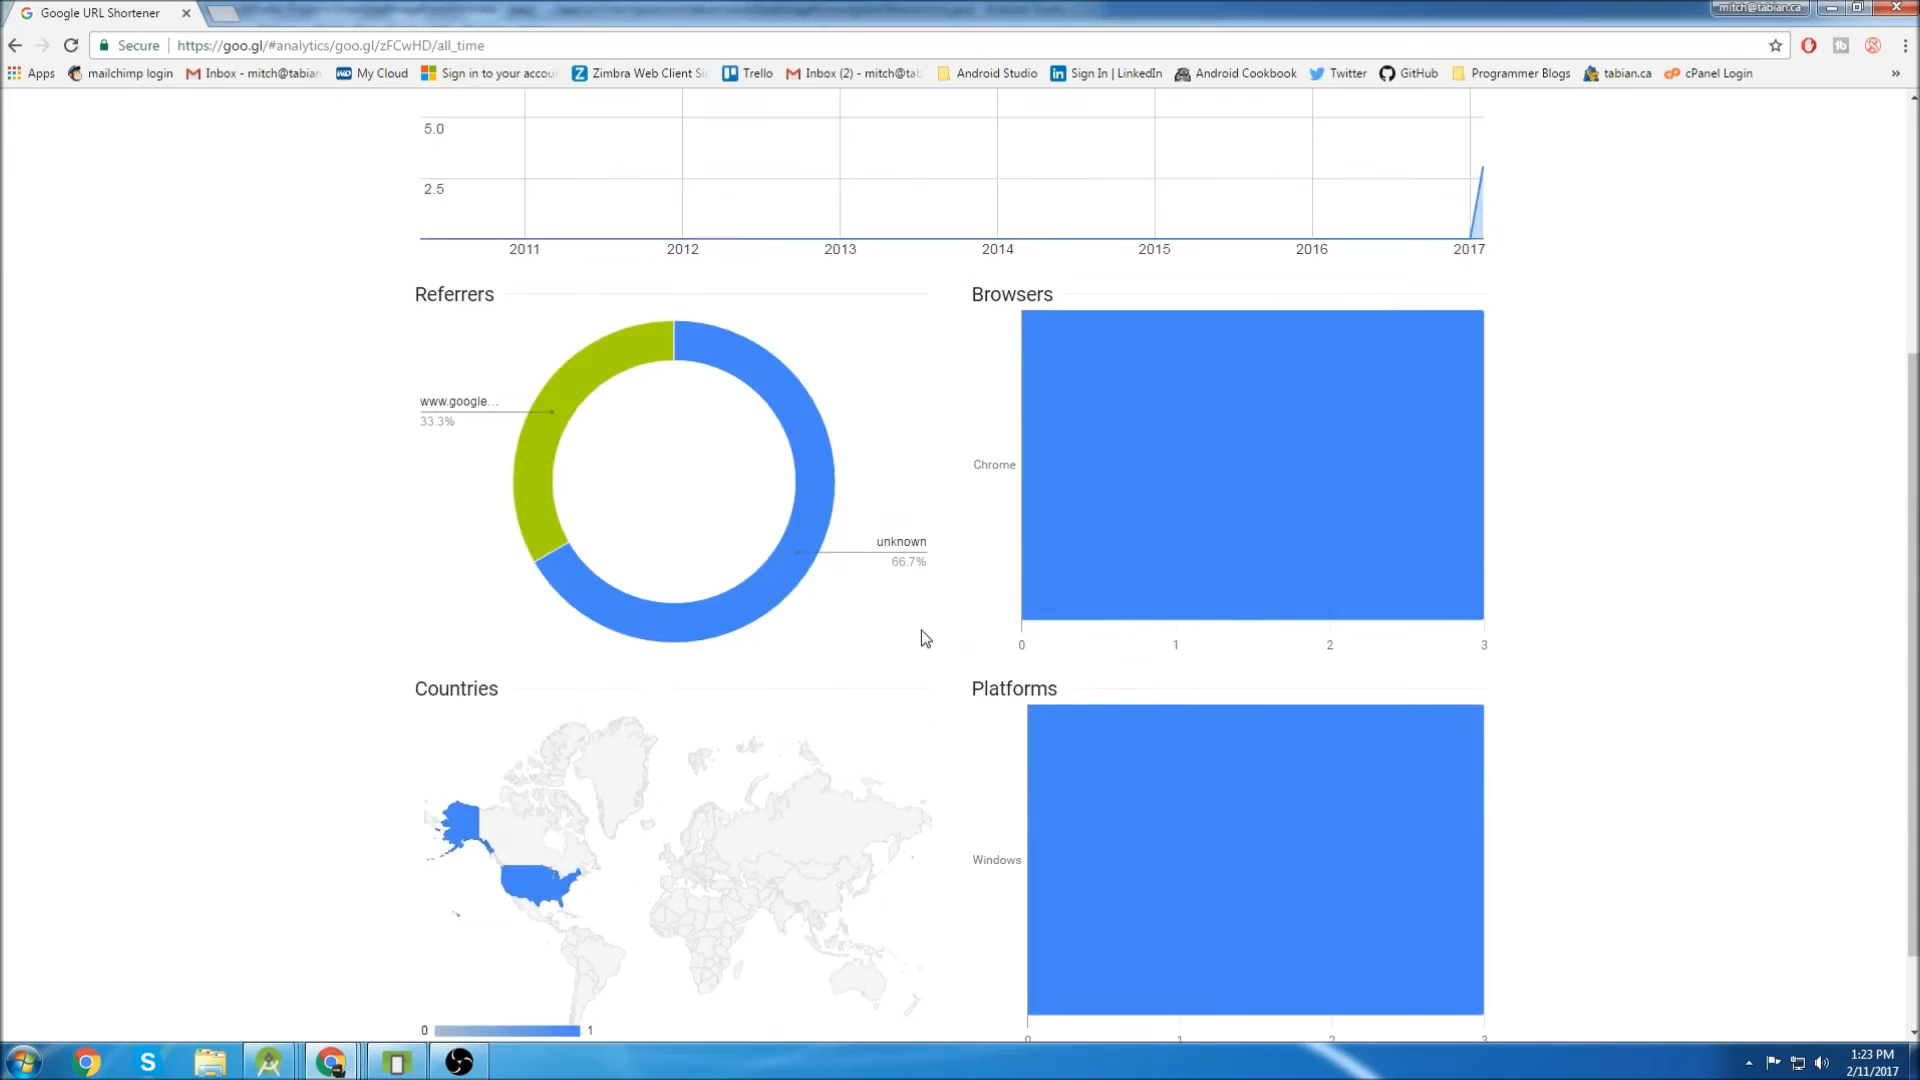 Google URL Shortener
mitch@tabian.ca
Secure
https://goo.gl/#analytics/goo.gl/zFCwHD/all_time
Apps
mailchimp login
Inbox - mitch@tabian
My Cloud
Sign in to your accou
Zimbra Web Client Si
Trello
Inbox (2) - mitch@tab
Android Studio
Sign In | LinkedIn
Android Cookbook
Twitter
GitHub
Programmer Blogs
tabian.ca
cPanel Login
»
5.0
2.5
2011
2012
2013
2014
2015
2016
2017
Referrers
www.google...
33.3%
unknown
66.7%
Browsers
Chrome
0
1
2
3
Countries
0
1
Platforms
Windows
1:23 PM
2/11/2017